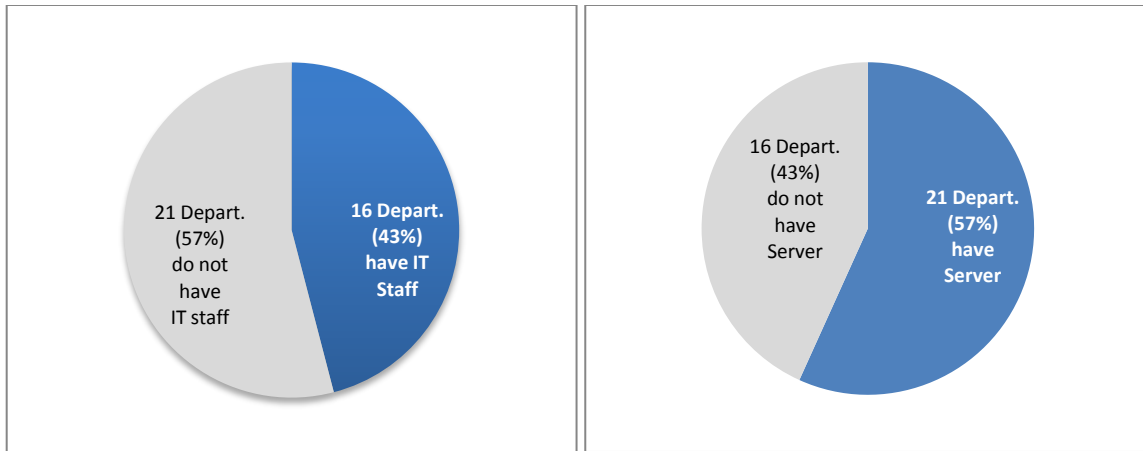 21 Depart.
(57%)
do not
have
IT staff
16 Depart.
(43%)
have IT
Staff
16 Depart.
(43%)
do not
have
Server
21 Depart.
(57%)
have
Server